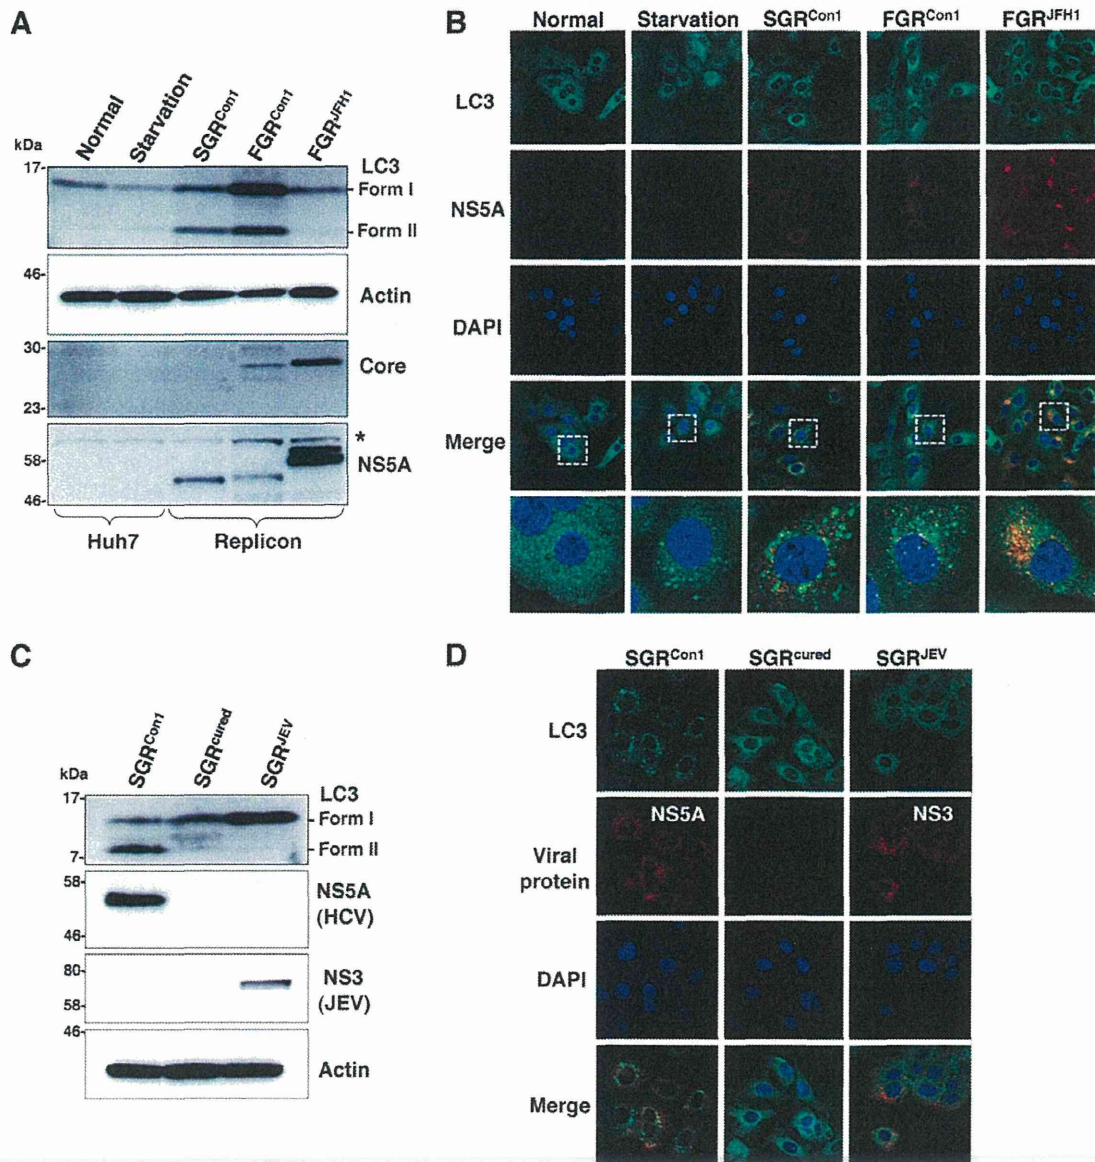 A
Normal
Starvation
SGRCon1
FGRCon1
FGRJFH1
kDa
17-
LC3
Form I
Form II
46-
Actin
30-
Core
23-
*
58-
NS5A
46-
Huh7
Replicon
B
Normal
Starvation
SGRCon1
FGRCon1
FGRJFH1
LC3
NS5A
DAPI
Merge
C
SGRCon1
SGRcured
SGRJEV
kDa
17-
LC3
Form I
Form II
7-
58-
NS5A
(HCV)
46-
80-
NS3
(JEV)
58-
46-
Actin
D
SGRCon1
SGRcured
SGRJEV
LC3
NS5A
NS3
Viral
protein
DAPI
Merge